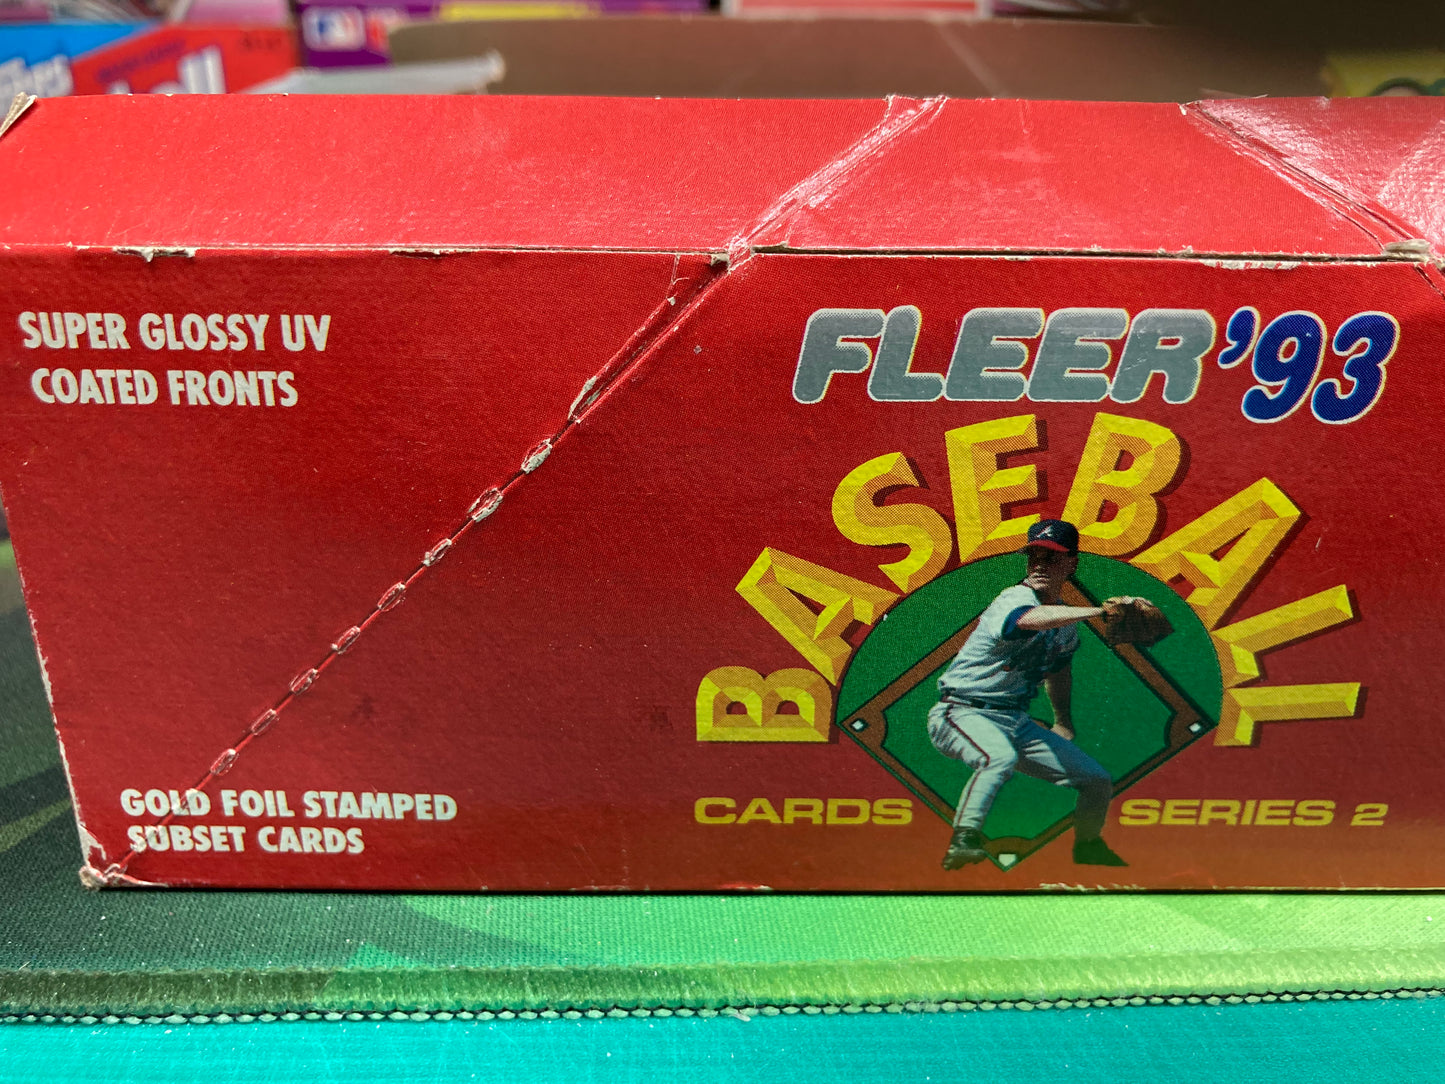 SUPER GLOSSY UV
COATED FRONTS
FLEER '93
BASEBALL
CARDS SERIES 2
GOLD FOIL STAMPED
SUBSET CARDS